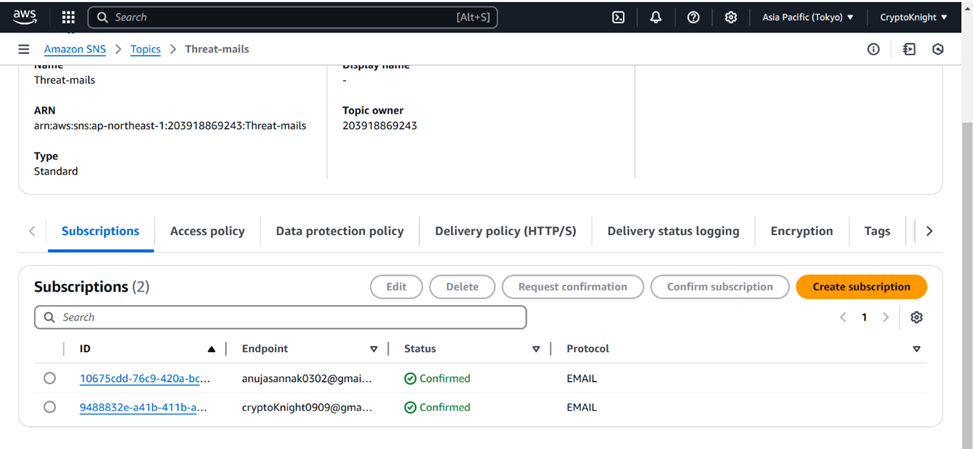 aws Search [Alt+S] Asia Pacific (Tokyo) CryptoKnight
Amazon SNS Topics Threat-mails
Name Display name
Threat-mails -
ARN Topic owner
arn:aws:sns:ap-northeast-1:203918869243:Threat-mails 203918869243
Type
Standard
Subscriptions Access policy Data protection policy Delivery policy (HTTP/S) Delivery status logging Encryption Tags
Subscriptions (2) Edit Delete Request confirmation Confirm subscription Create subscription
Search 1
ID Endpoint Status Protocol
10675cdd-76c9-420a-bc... anujasannak0302@gmai... Confirmed EMAIL
9488832e-a41b-411b-a... cryptoKnight0909@gma... Confirmed EMAIL